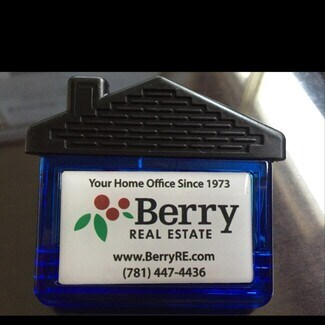 Your Home Office Since 1973
Berry
REAL ESTATE
www.BerryRE.com
(781) 447-4436